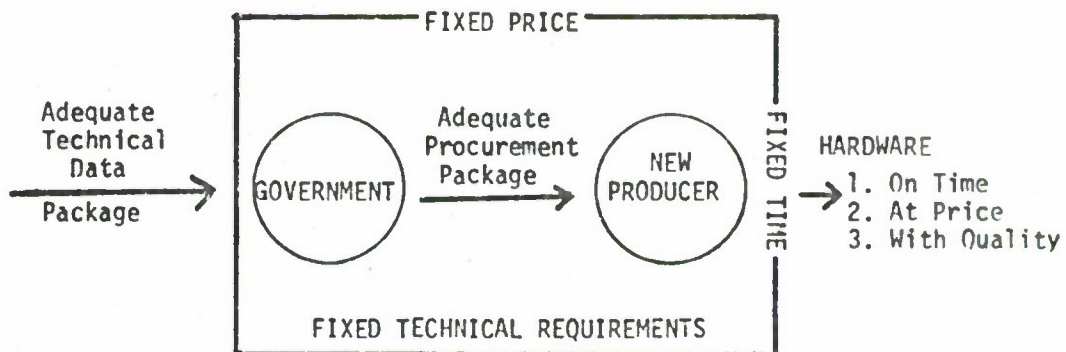 FIXED PRICE
Adequate
Technical
Data
Package
GOVERNMENT
Adequate
Procurement
Package
NEW
PRODUCER
FIXED TIME
HARDWARE
1. On Time
2. At Price
3. With Quality
FIXED TECHNICAL REQUIREMENTS